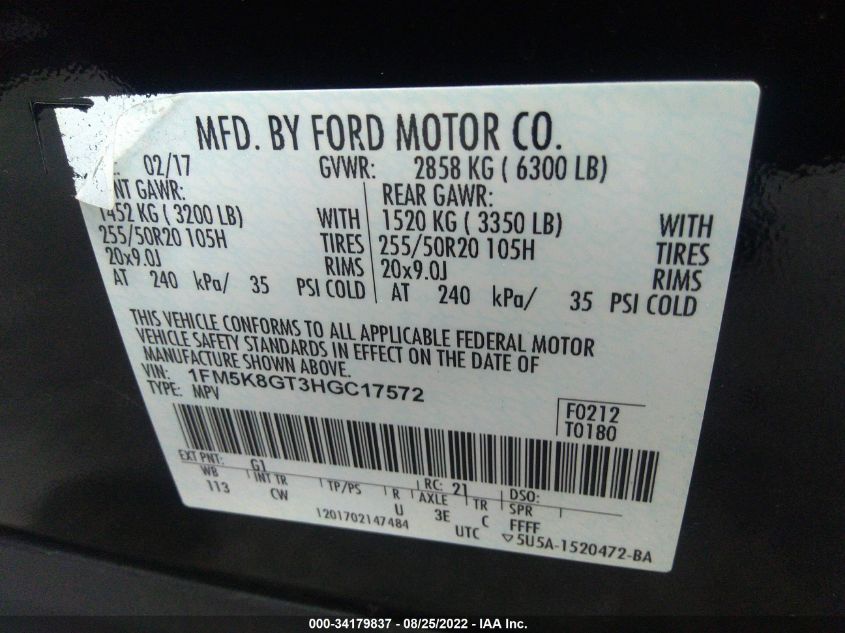 MFD. BY FORD MOTOR CO.
02/17 GVWR: 2858 KG ( 6300 LB)
NT GAWR: REAR GAWR:
1452 KG ( 3200 LB) WITH 1520 KG ( 3350 LB) WITH
255/50R20 105H TIRES 255/50R20 105H TIRES
20x9.0J RIMS 20x9.0J RIMS
AT 240 kPa/ 35 PSI COLD AT 240 kPa/ 35 PSI COLD
THIS VEHICLE CONFORMS TO ALL APPLICABLE FEDERAL MOTOR
VEHICLE SAFETY STANDARDS IN EFFECT ON THE DATE OF
MANUFACTURE SHOWN ABOVE.
VIN: 1FM5K8GT3HGC17572
TYPE: MPV
F0212
T0180
EXT PNT: G1 RC: 21 DSO:
WB INT TR TP/PS R AXLE TR SPR
113 CW U 3E C FFFF
1201702147484 UTC ▽5U5A-1520472-BA
000-34179837 - 08/25/2022 - IAA Inc.